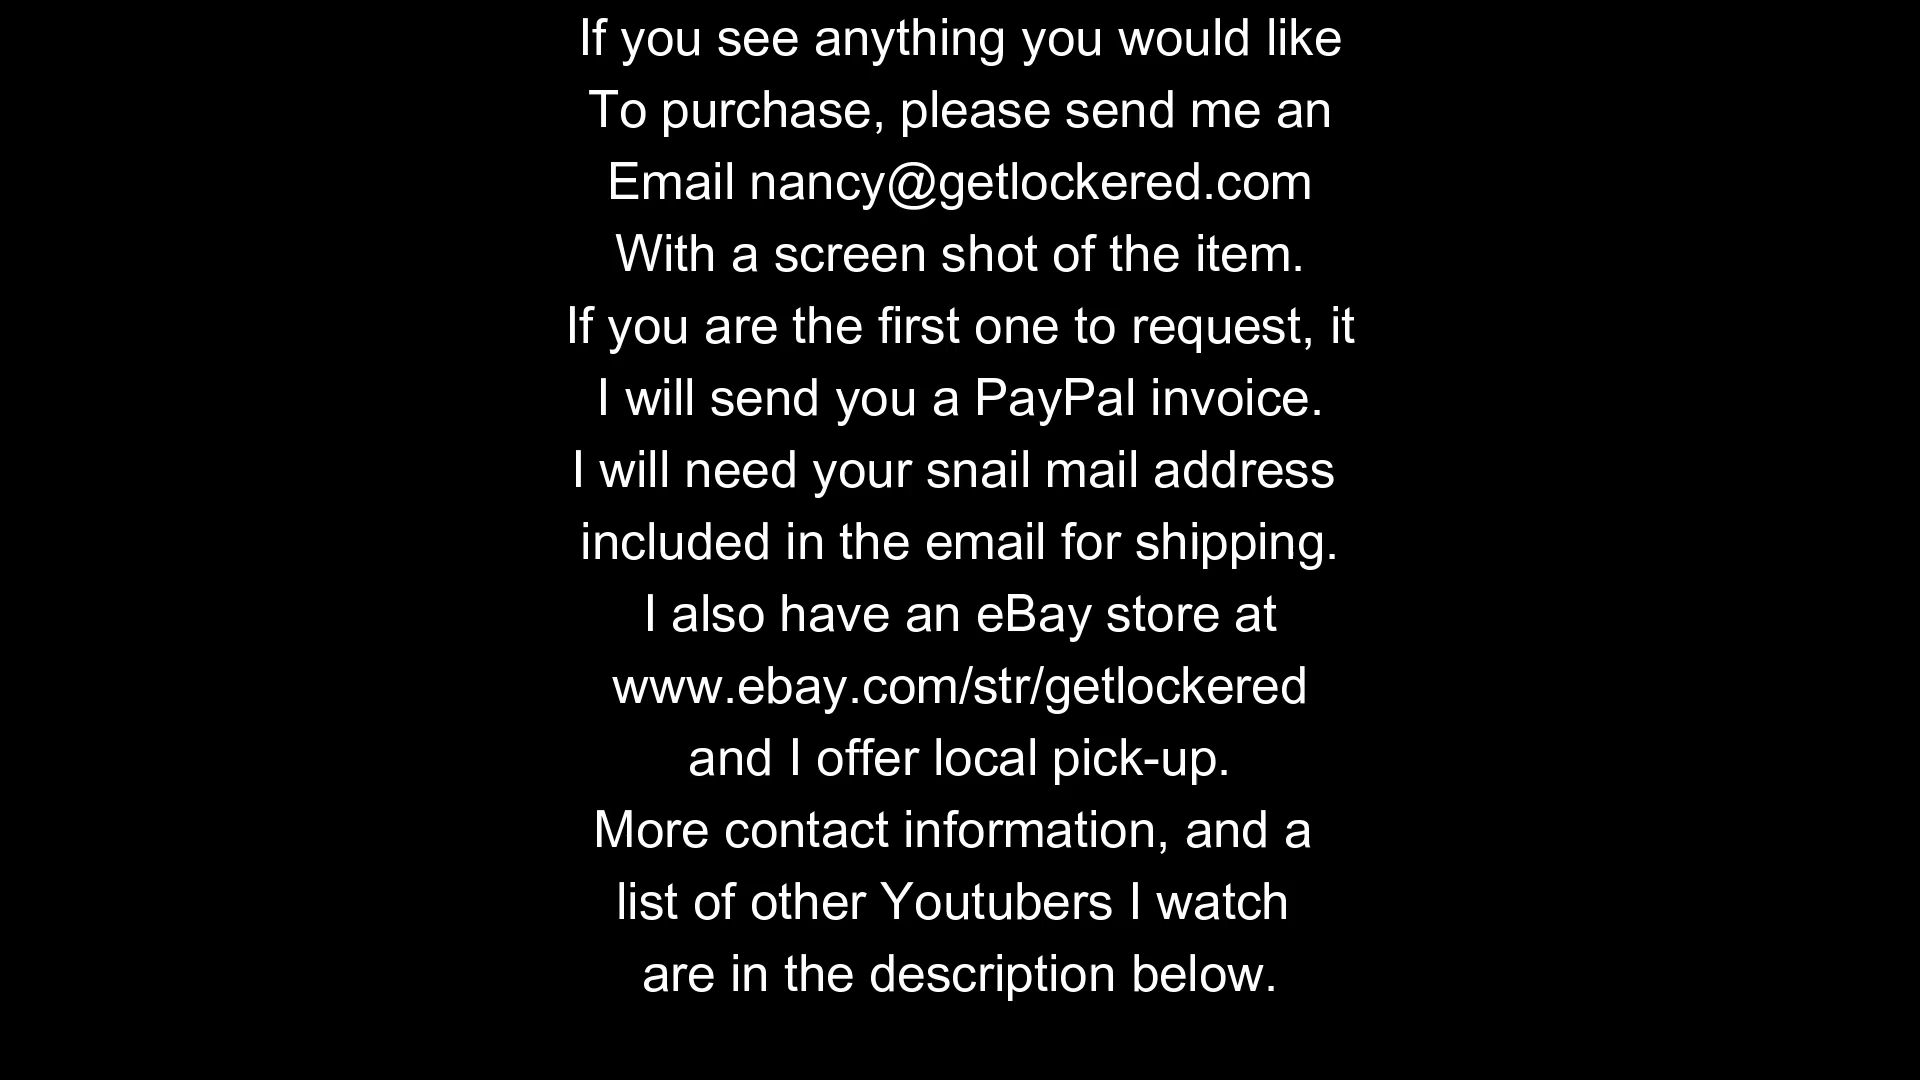 If you see anything you would like
To purchase, please send me an
Email nancy@getlockered.com
With a screen shot of the item.
If you are the first one to request, it
I will send you a PayPal invoice.
I will need your snail mail address
included in the email for shipping.
I also have an eBay store at
www.ebay.com/str/getlockered
and I offer local pick-up.
More contact information, and a
list of other Youtubers I watch
are in the description below.